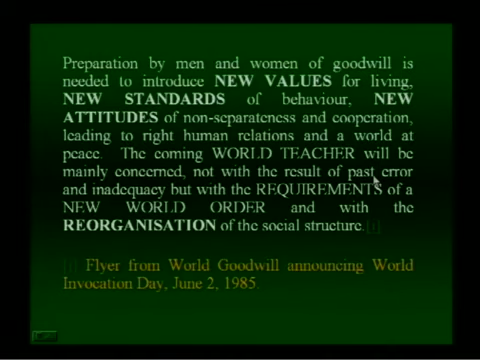 Preparation by men and women of goodwill is
needed to introduce NEW VALUES for living,
NEW STANDARDS of behaviour, NEW
ATTITUDES of non-separateness and cooperation,
leading to right human relations and a world at
peace. The coming WORLD TEACHER will be
mainly concerned, not with the result of past error
and inadequacy but with the REQUIREMENTS of a
NEW WORLD ORDER and with the
REORGANISATION of the social structure.[i]
[i] Flyer from World Goodwill announcing World
Invocation Day, June 2, 1985.